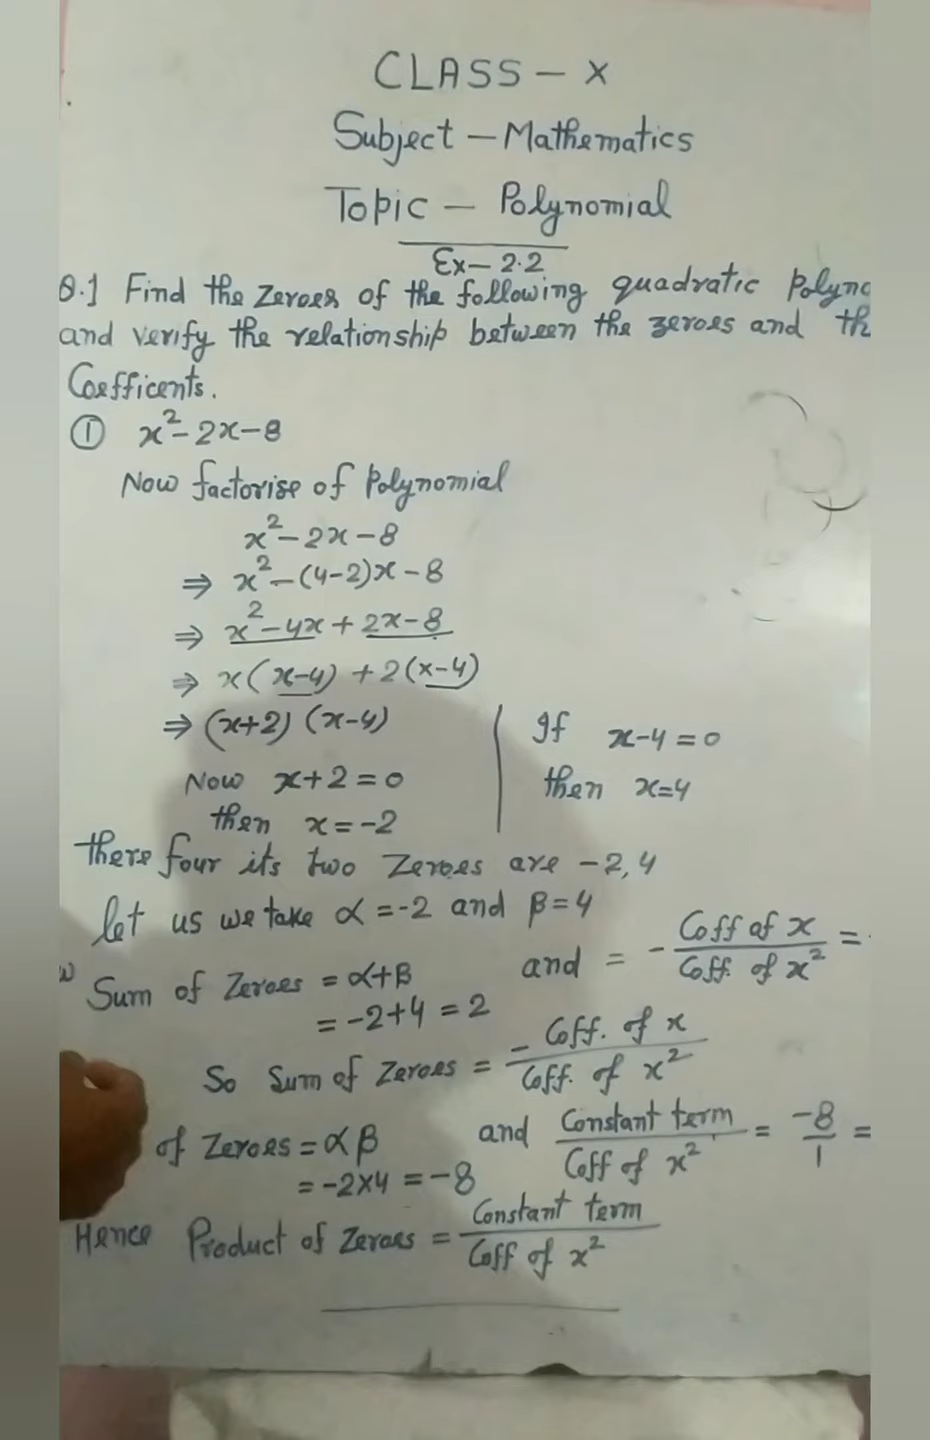 CLASS – X
Subject – Mathematics
Topic – Polynomial
Ex – 2.2
Q.1 Find the Zeroes of the following quadratic Polyno
and verify the relationship between the zeroes and th
Coefficents.
① x² - 2x - 8
Now factorise of Polynomial
x² - 2x - 8
⇒ x² - (4-2)x - 8
⇒ x² - 4x + 2x - 8
⇒ x(x-4) + 2(x-4)
⇒ (x+2) (x-4)
Now x+2 = 0
then x = -2
If x-4 = 0
then x=4
there four its two Zeroes are -2, 4
let us we take α = -2 and β = 4
Sum of Zeroes = α+β and = - Coff of x / Coff. of x² =
= -2+4 = 2
So Sum of Zeroes = - Coff. of x / Coff. of x²
of Zeroes = αβ and Constant term / Coff of x² = -8/1 =
= -2×4 = -8
Hence Product of Zeroes = Constant term / Coff of x²